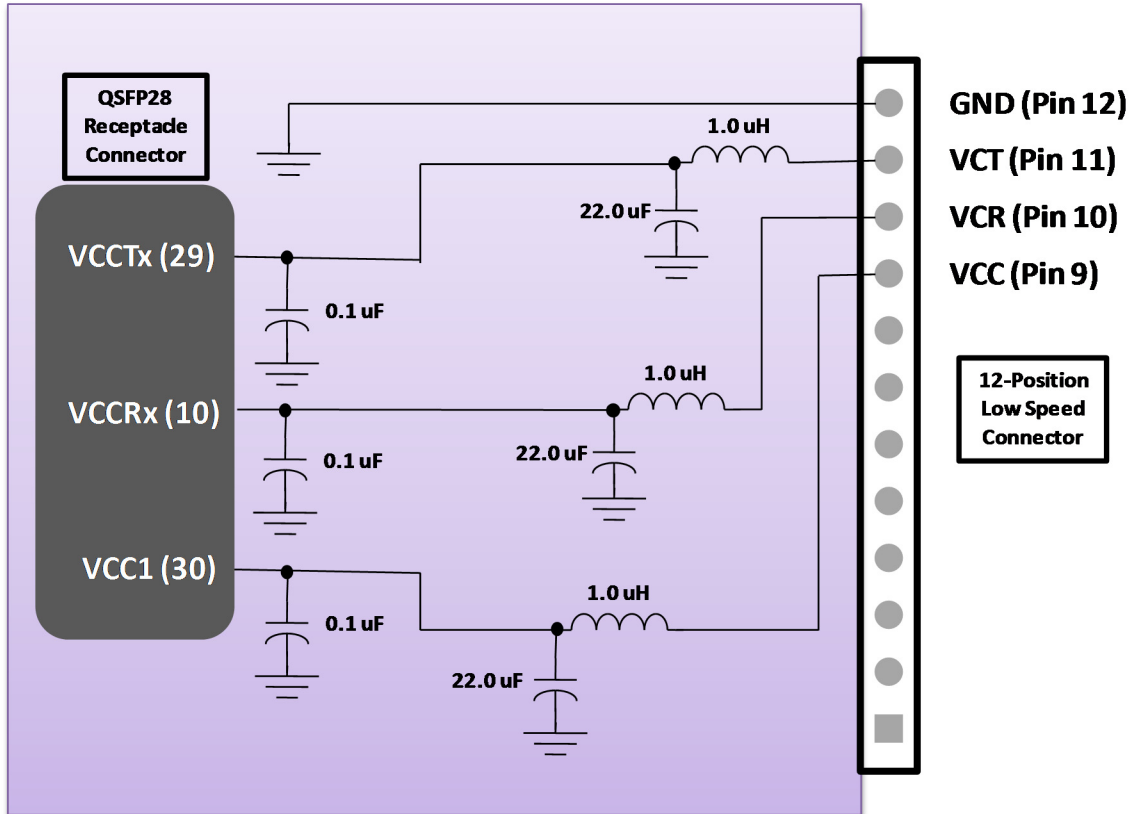 QSFP28
Receptacle
Connector
GND (Pin 12)
1.0 uH
VCT (Pin 11)
22.0 uF
VCR (Pin 10)
VCCTx (29)
VCC (Pin 9)
0.1 uF
1.0 uH
12-Position
Low Speed
Connector
VCCRx (10)
22.0 uF
0.1 uF
VCC1 (30)
1.0 uH
0.1 uF
22.0 uF